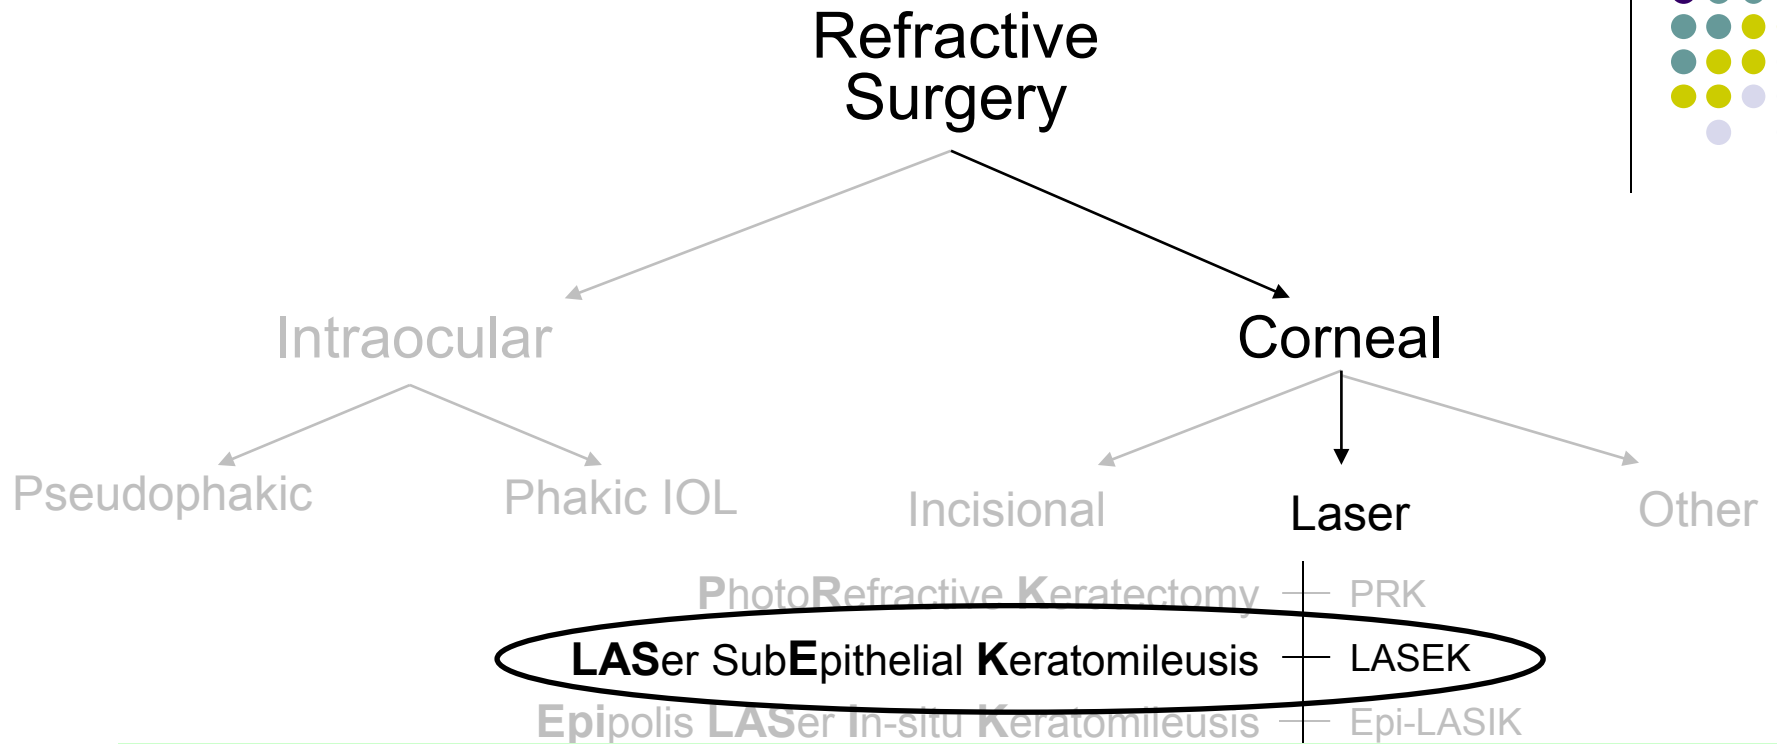 Refractive
Surgery
Intraocular
Corneal
Pseudophakic
Phakic IOL
Incisional
Laser
Other
PhotoRefractive Keratectomy
PRK
LASer SubEpithelial Keratomileusis
LASEK
Epipolis LASer In-situ Keratomileusis
Epi-LASIK